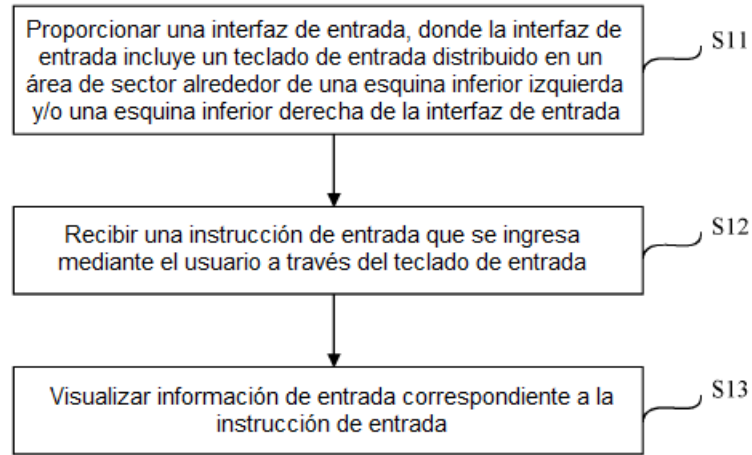 Proporcionar una interfaz de entrada, donde la interfaz de
entrada incluye un teclado de entrada distribuido en un
área de sector alrededor de una esquina inferior izquierda
y/o una esquina inferior derecha de la interfaz de entrada
S11
Recibir una instrucción de entrada que se ingresa
mediante el usuario a través del teclado de entrada
S12
Visualizar información de entrada correspondiente a la
instrucción de entrada
S13